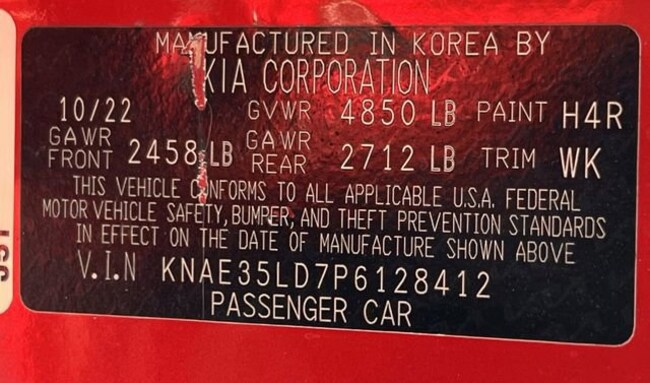 MANUFACTURED IN KOREA BY
KIA CORPORATION
10/22 GVWR 4850 LB PAINT H4R
GAWR FRONT 2458 LB GAWR REAR 2712 LB TRIM WK
THIS VEHICLE CONFORMS TO ALL APPLICABLE U.S.A. FEDERAL
MOTOR VEHICLE SAFETY, BUMPER, AND THEFT PREVENTION STANDARDS
IN EFFECT ON THE DATE OF MANUFACTURE SHOWN ABOVE
V.I.N KNAE35LD7P6128412
PASSENGER CAR